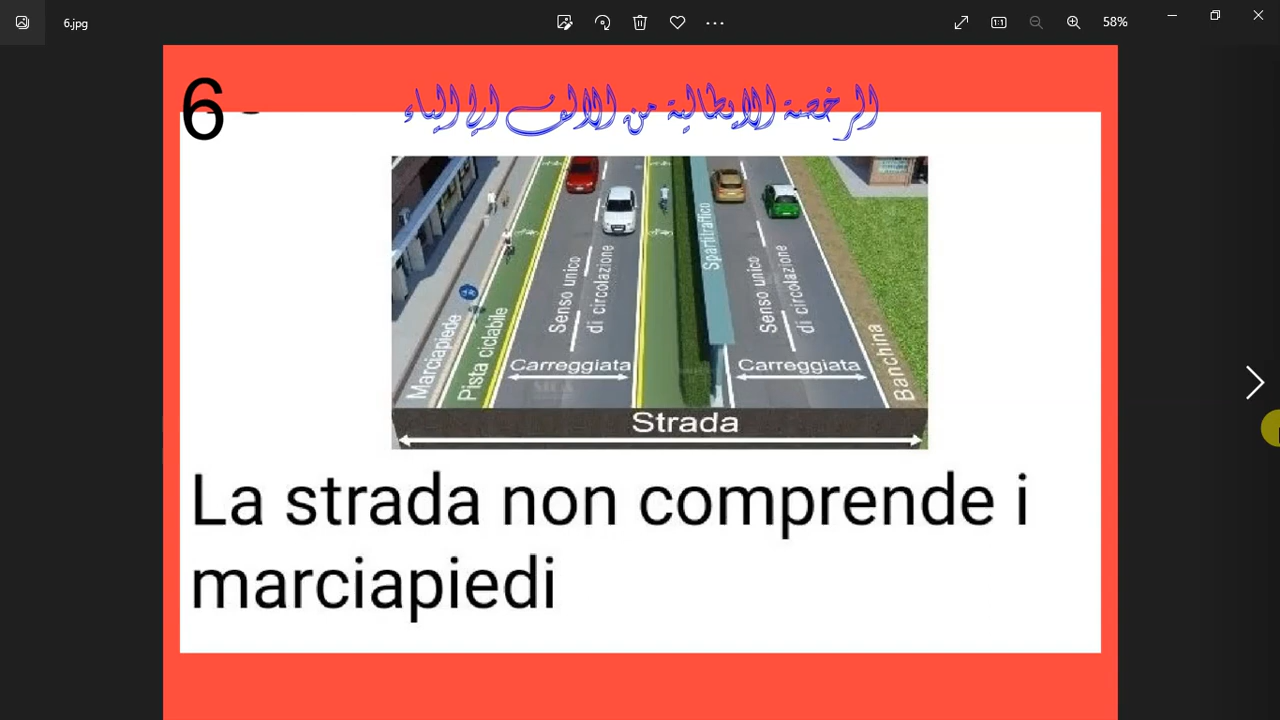 6.jpg
58%
6 -
الرخصة الايطالية من الالف الى الياء
Marciapiede
Pista ciclabile
Senso unico
di circolazione
Carreggiata
Spartitraffico
Senso unico
di circolazione
Carreggiata
Banchina
Strada
La strada non comprende i
marciapiedi